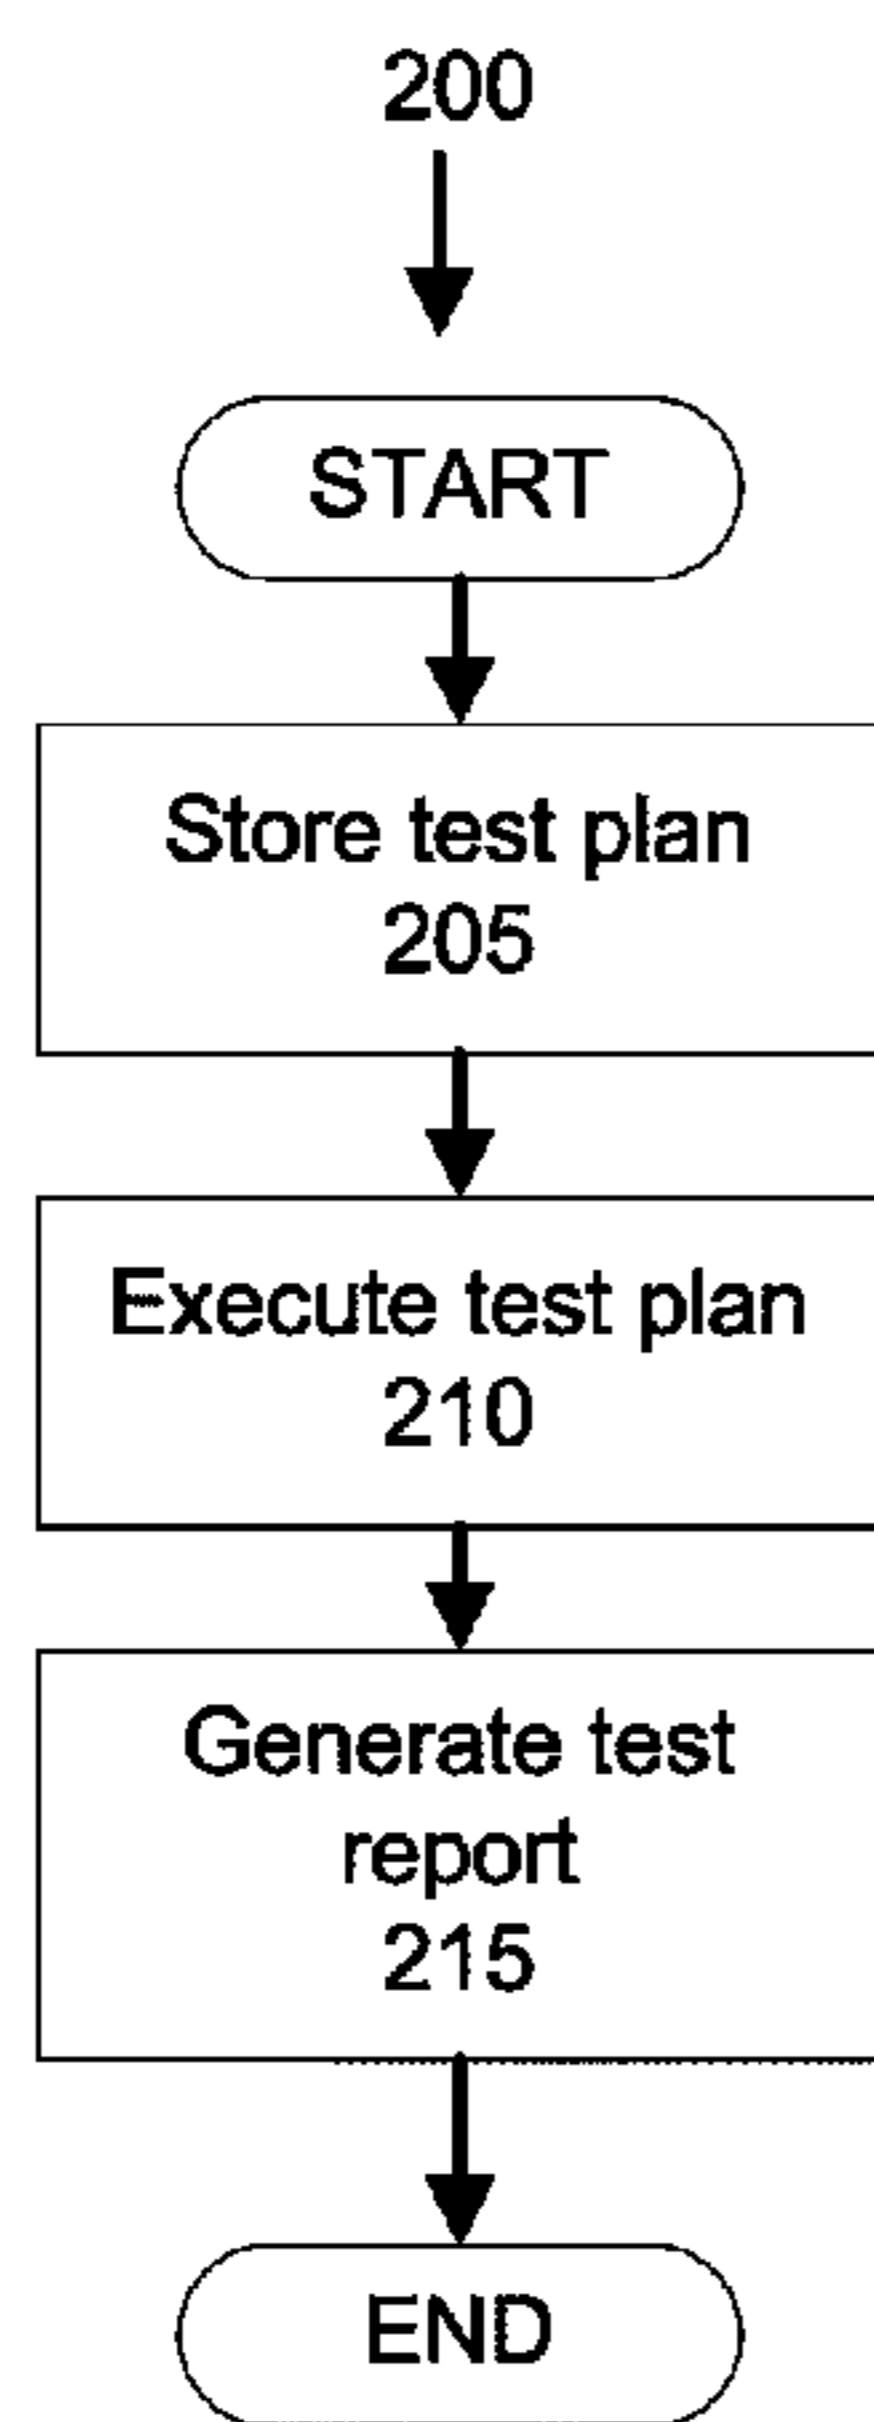 200
START
Store test plan
205
Execute test plan
210
Generate test
report
215
END